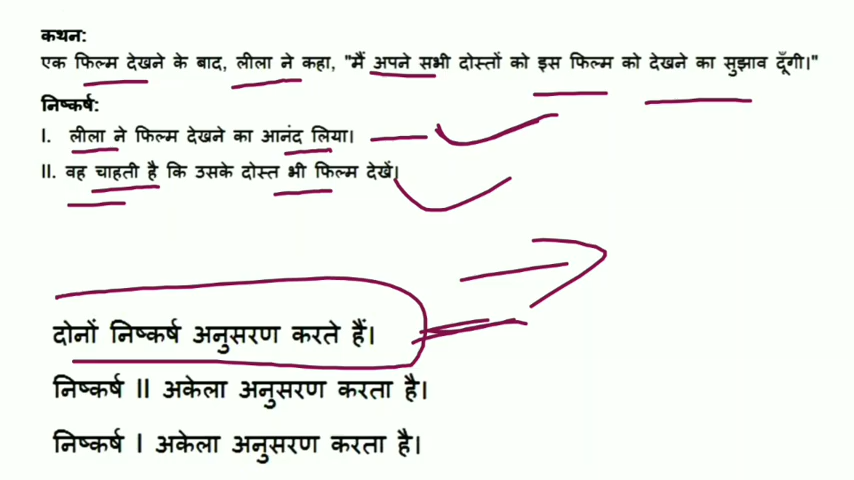 कथन:
एक फिल्म देखने के बाद, लीला ने कहा, "मैं अपने सभी दोस्तों को इस फिल्म को देखने का सुझाव दूँगी।"
निष्कर्ष:
I. लीला ने फिल्म देखने का आनंद लिया।
II. वह चाहती है कि उसके दोस्त भी फिल्म देखें।
दोनों निष्कर्ष अनुसरण करते हैं।
निष्कर्ष II अकेला अनुसरण करता है।
निष्कर्ष I अकेला अनुसरण करता है।